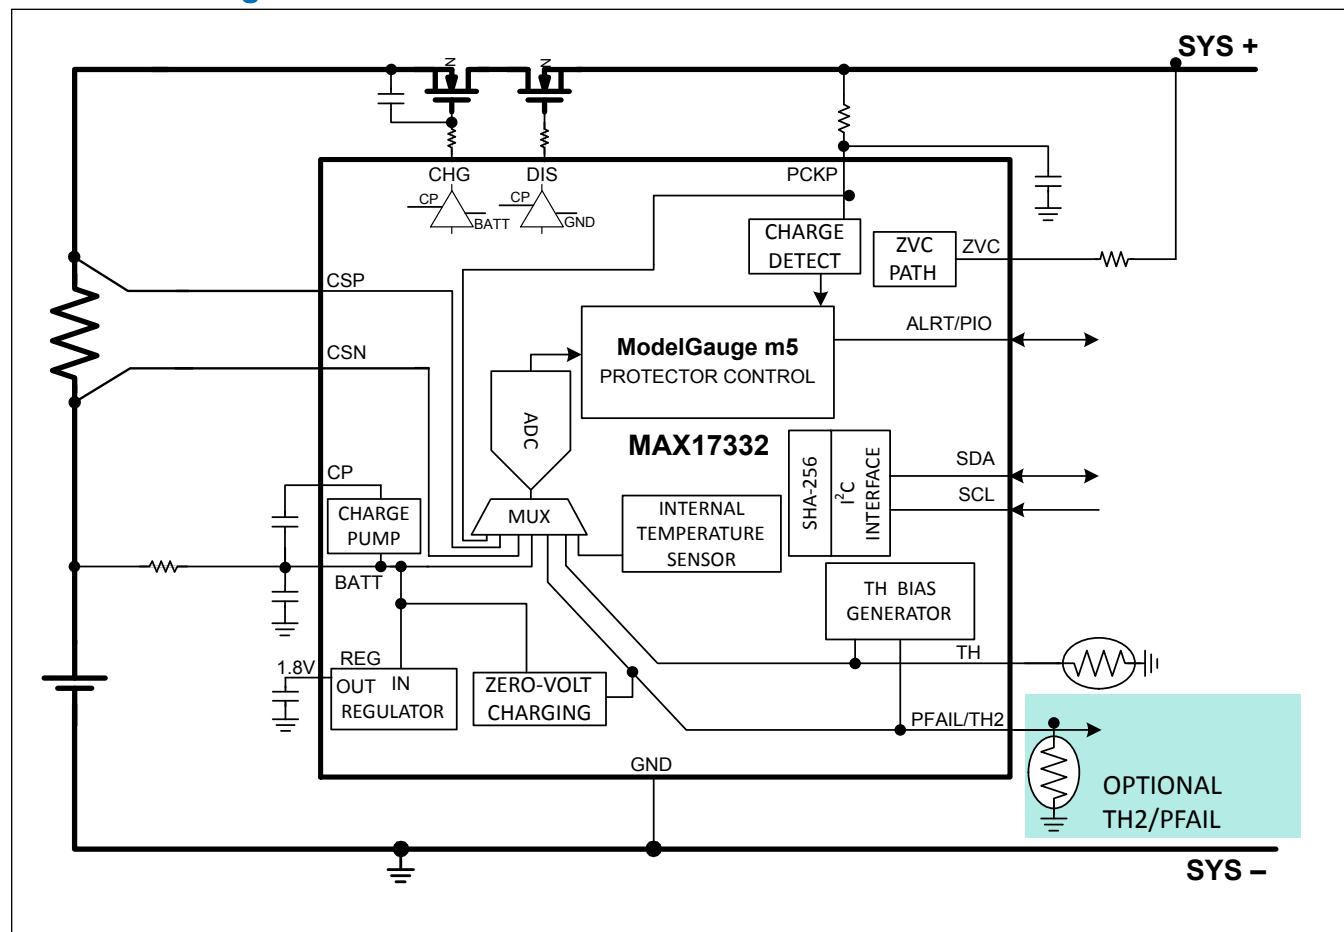 SYS +
N
N
CHG
DIS
PCKP
CP
BATT
CP
GND
CHARGE
DETECT
ZVC
PATH
ZVC
CSP
ALRT/PIO
ModelGauge m5
PROTECTOR CONTROL
CSN
ADC
MAX17332
SHA-256
I²C
INTERFACE
SDA
SCL
CP
CHARGE
PUMP
MUX
INTERNAL
TEMPERATURE
SENSOR
BATT
TH BIAS
GENERATOR
TH
1.8V
REG
OUT
IN
REGULATOR
ZERO-VOLT
CHARGING
PFAIL/TH2
GND
OPTIONAL
TH2/PFAIL
SYS –